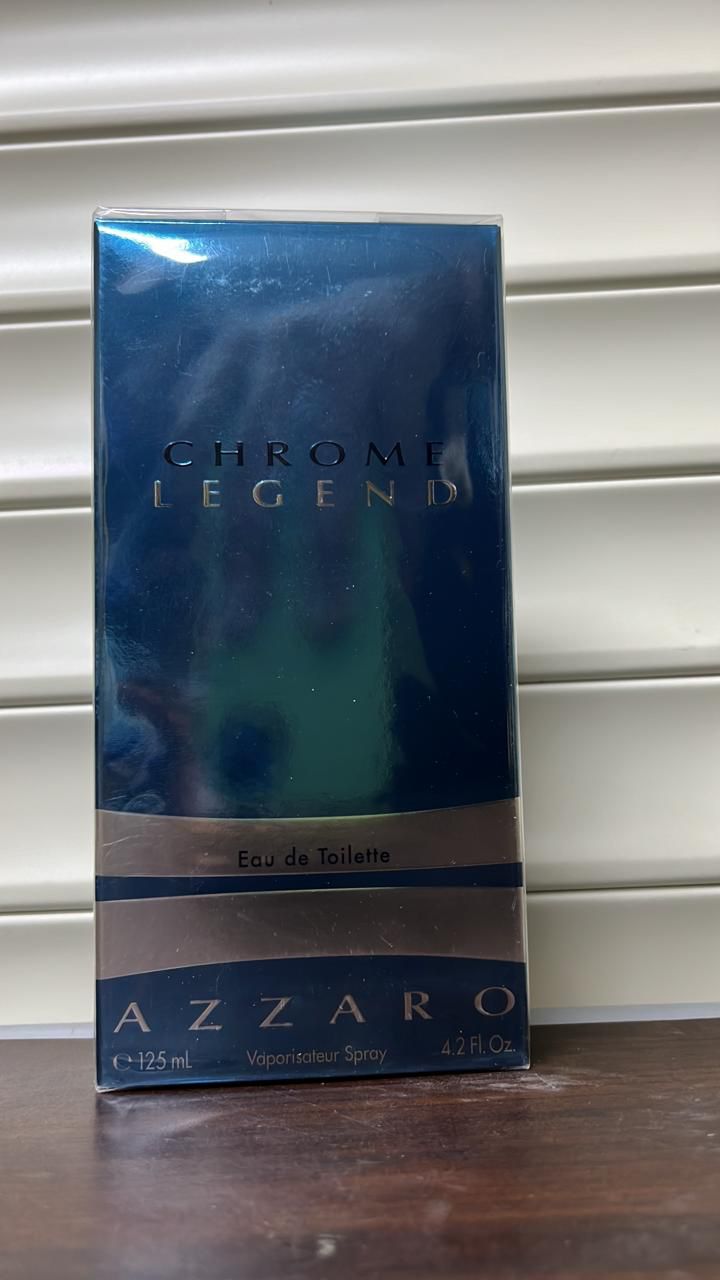 CHROME
LEGEND
Eau de Toilette
AZZARO
℮ 125 mL Vaporisateur Spray 4.2 Fl. Oz.